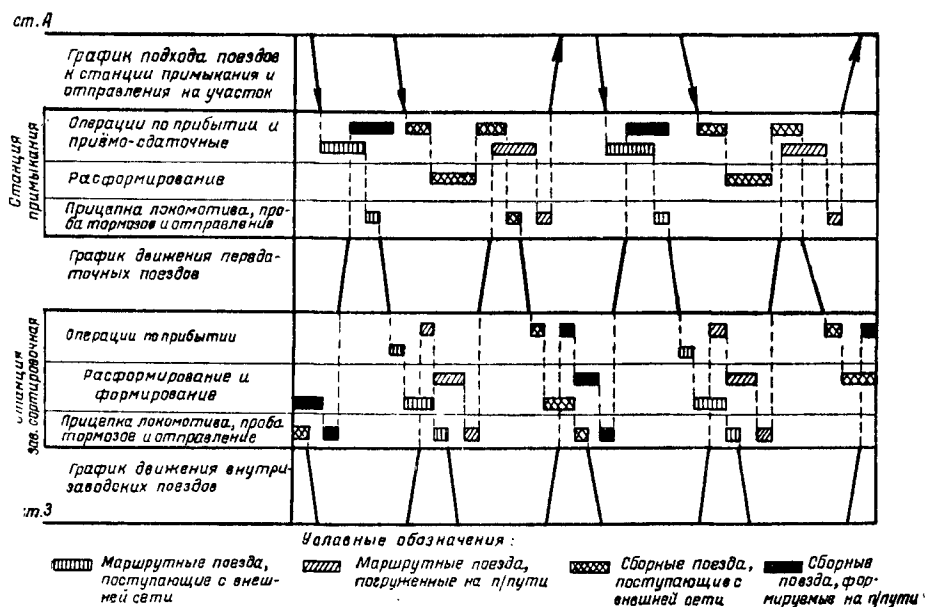 ст. А
График подхода поездов
к станции примыкания и
отправления на участок
Станция
примыкания
Операции по прибытии и
приёмо-сдаточные
Расформирование
Прицепка локомотива, про-
ба тормозов и отправление
График движения переда-
точных поездов
Станция
зав. сортировочная
Операции по прибытии
Расформирование и
формирование
Прицепка локомотива, проба
тормозов и отправление
График движения внутри-
заводских поездов
ст.З
Условные обозначения:
Маршрутные поезда,
поступающие с внеш-
ней сети
Маршрутные поезда,
погруженные на п/пути
Сборные поезда,
поступающие с
внешней сети
Сборные
поезда, фор-
мируемые на п/пути